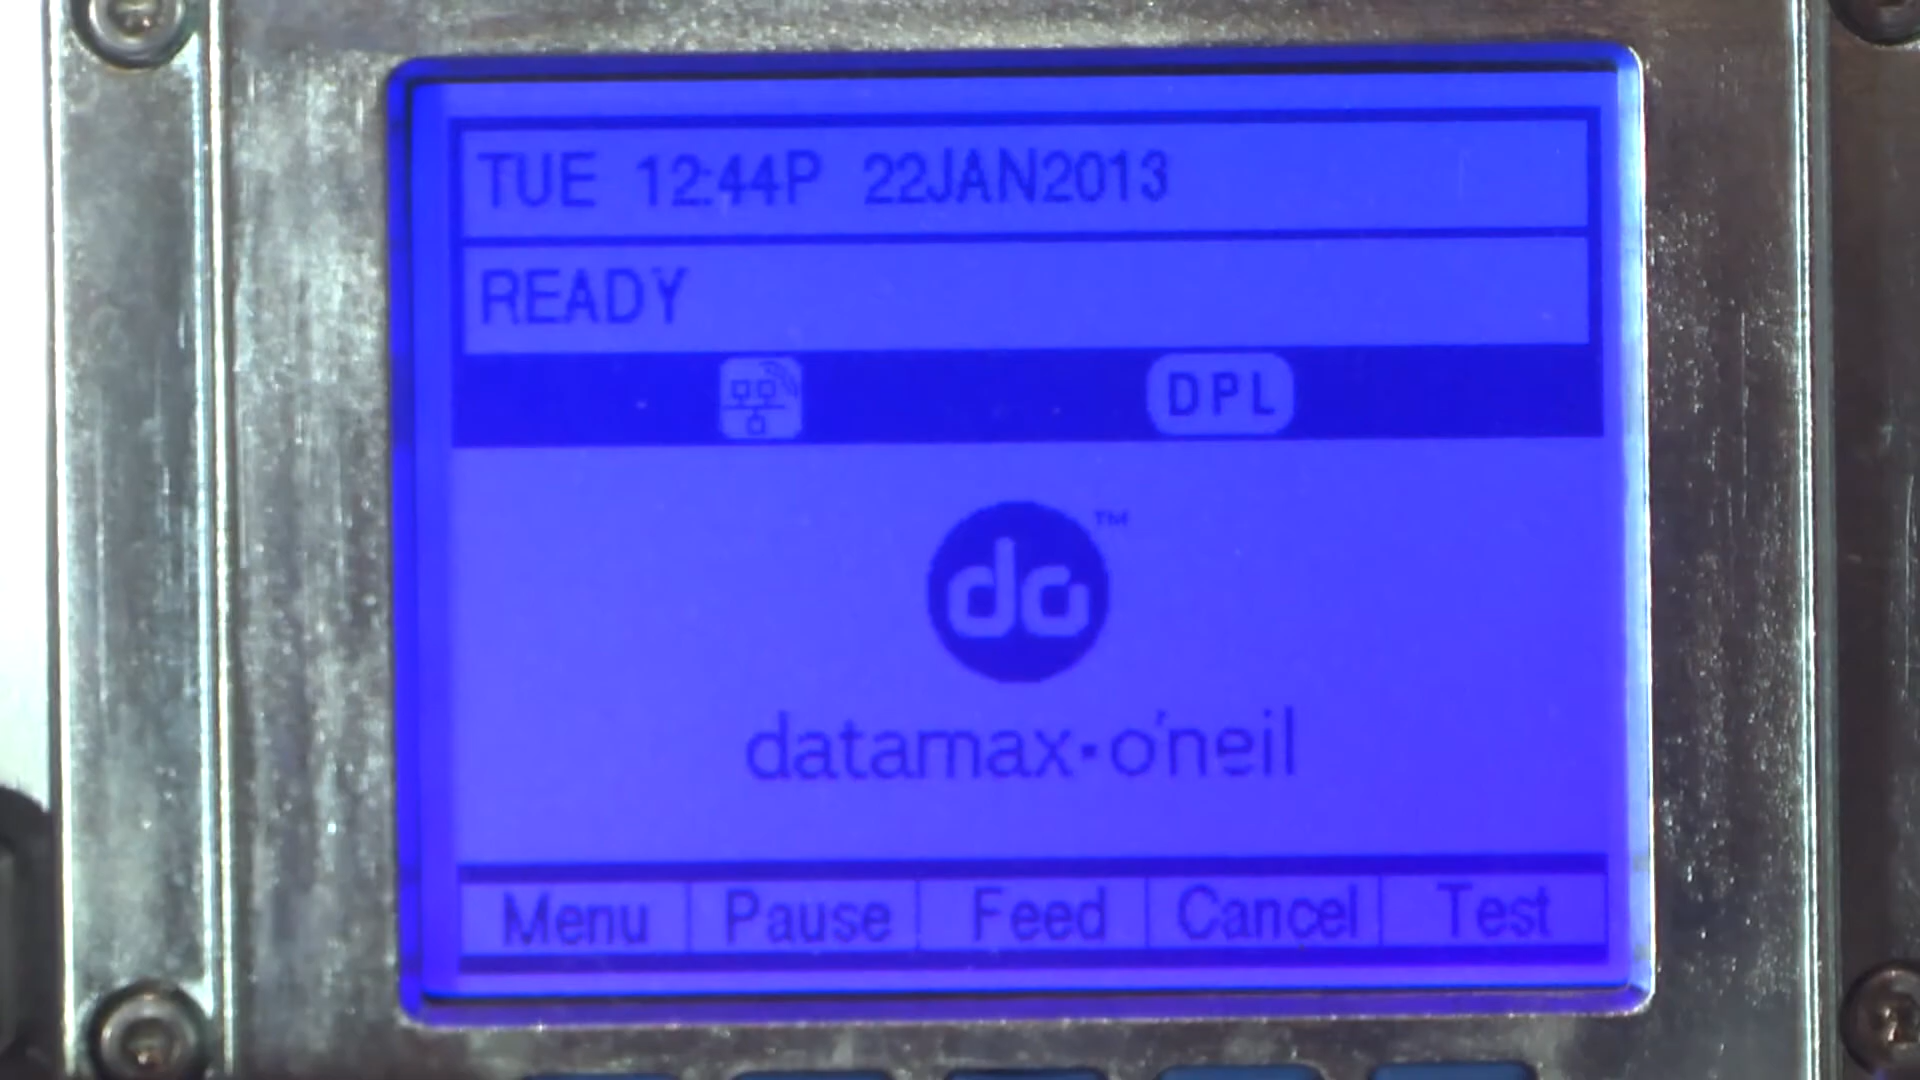 TUE 12:44P 22JAN2013
READY
DPL
do™
datamax·o'neil
Menu Pause Feed Cancel Test